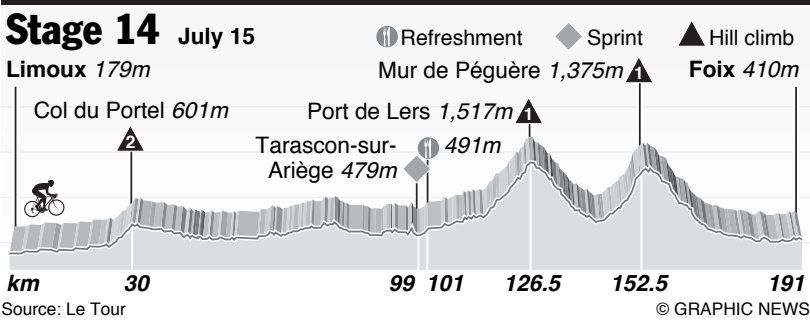 Stage 14 July 15
Refreshment Sprint Hill climb
Limoux 179m
Mur de Péguère 1,375m 1
Foix 410m
Col du Portel 601m
2
Port de Lers 1,517m 1
Tarascon-sur-
Ariège 479m
491m
km 30 99 101 126.5 152.5 191
Source: Le Tour
© GRAPHIC NEWS